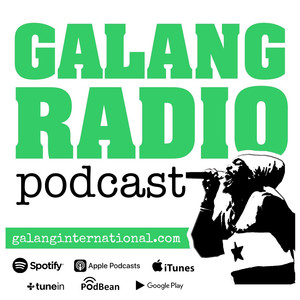 GALANG
RADIO
podcast
galanginternational.com
Spotify Apple Podcasts iTunes
tunein PodBean Google Play